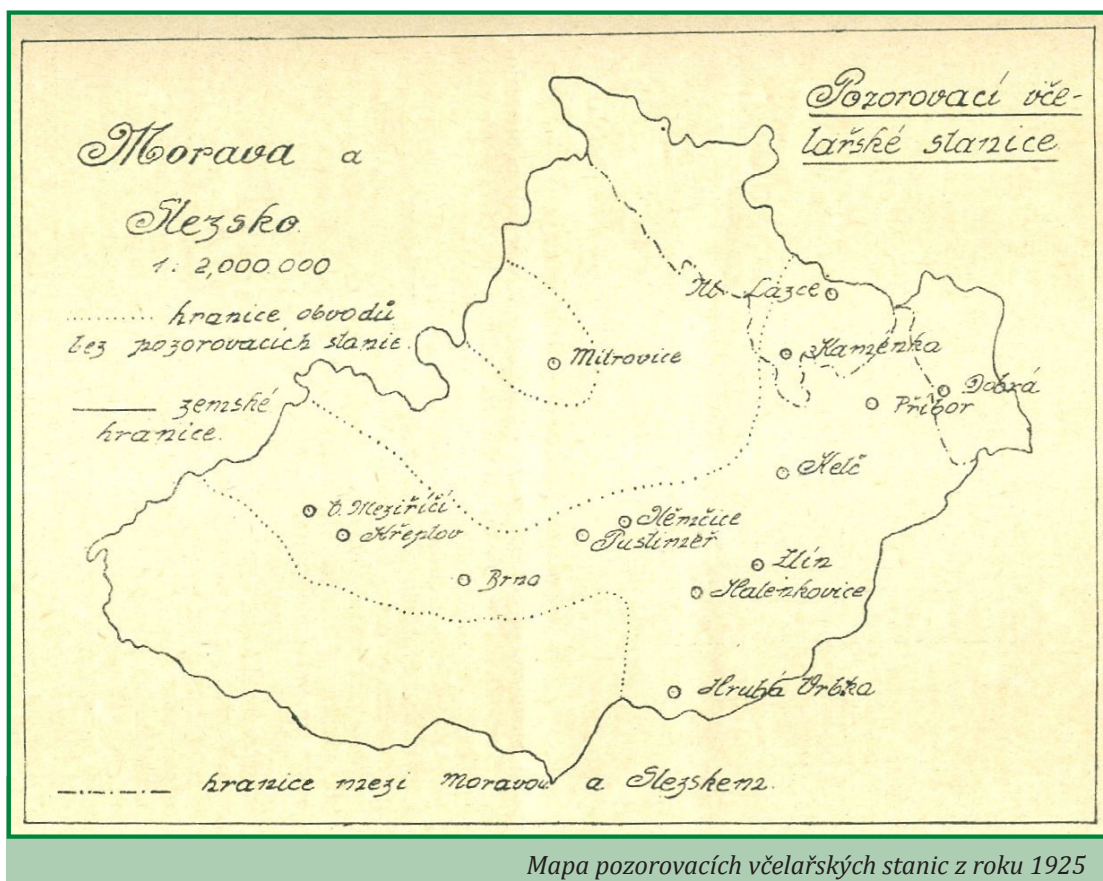 Pozorovací vče-
lařské stanice
Morava a
Slezsko.
1: 2,000.000
hranice obvodů
bez pozorovacích stanic.
zemské
hranice.
Hl. Lázce
Mitrovice
Kamenka
Dobrá
Příbor
Kelč
V. Meziříčí
Němčice
Křeptov
Pustiměř
Zlín
Brno
Halenkovice
Hrubá Vrbka
hranice mezi Moravou a Slezskem.
Mapa pozorovacích včelařských stanic z roku 1925